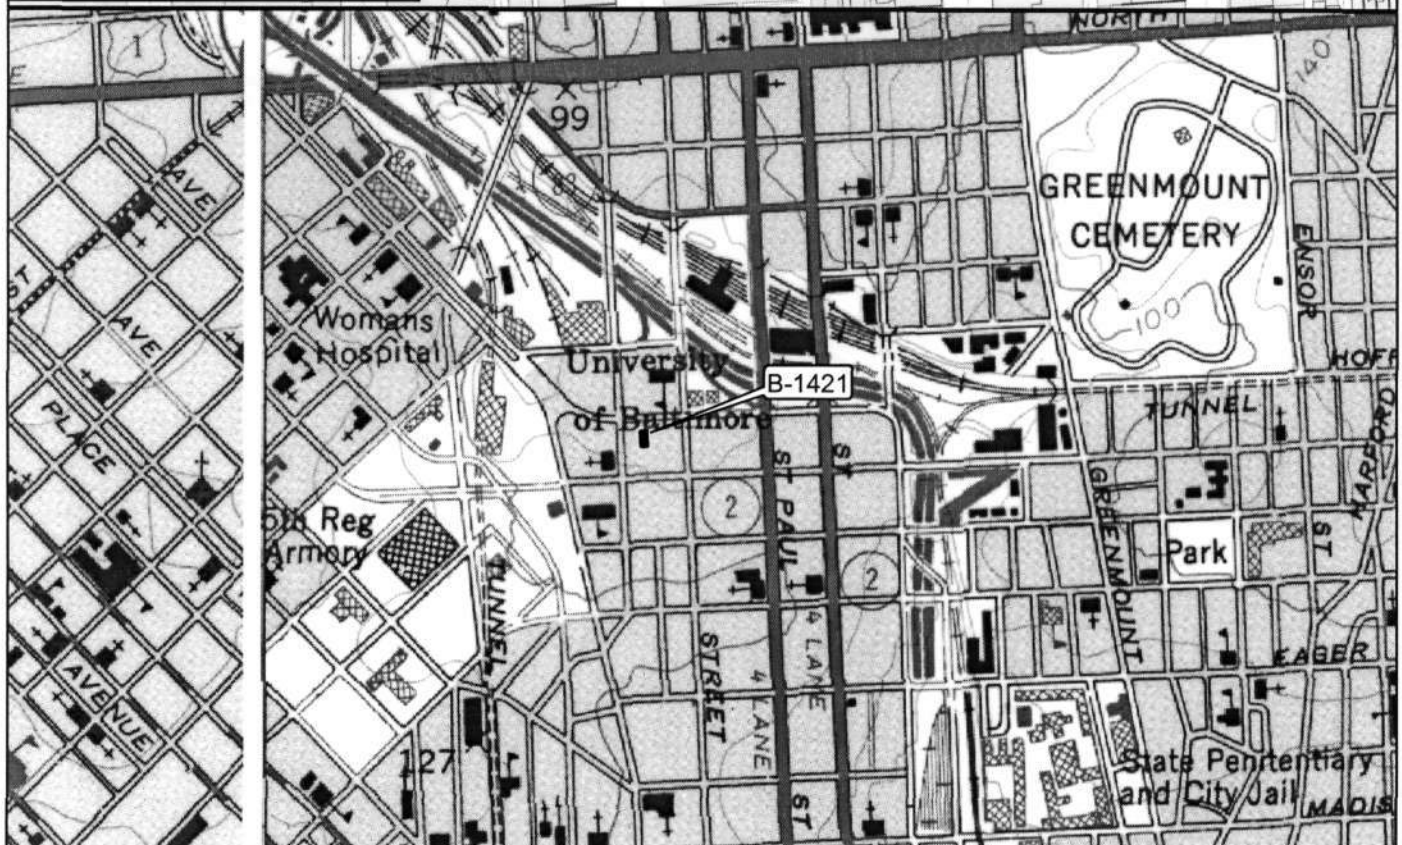 NORTH
1
E
99
140
AVE
GREENMOUNT
CEMETERY
ENSOR
ST
AVE
Womans
Hospital
100
University
B-1421
HOFF
of Baltimore
TUNNEL
PLACE
HARFORD
ST
ST PAUL
GREENMOUNT
2
5th Reg
Armory
Park
ST
TUNNEL
2
4 LANE
STREET
4 LANE
EAGER
AVENUE
127
State Penitentiary
and City Jail
MADIS
ST